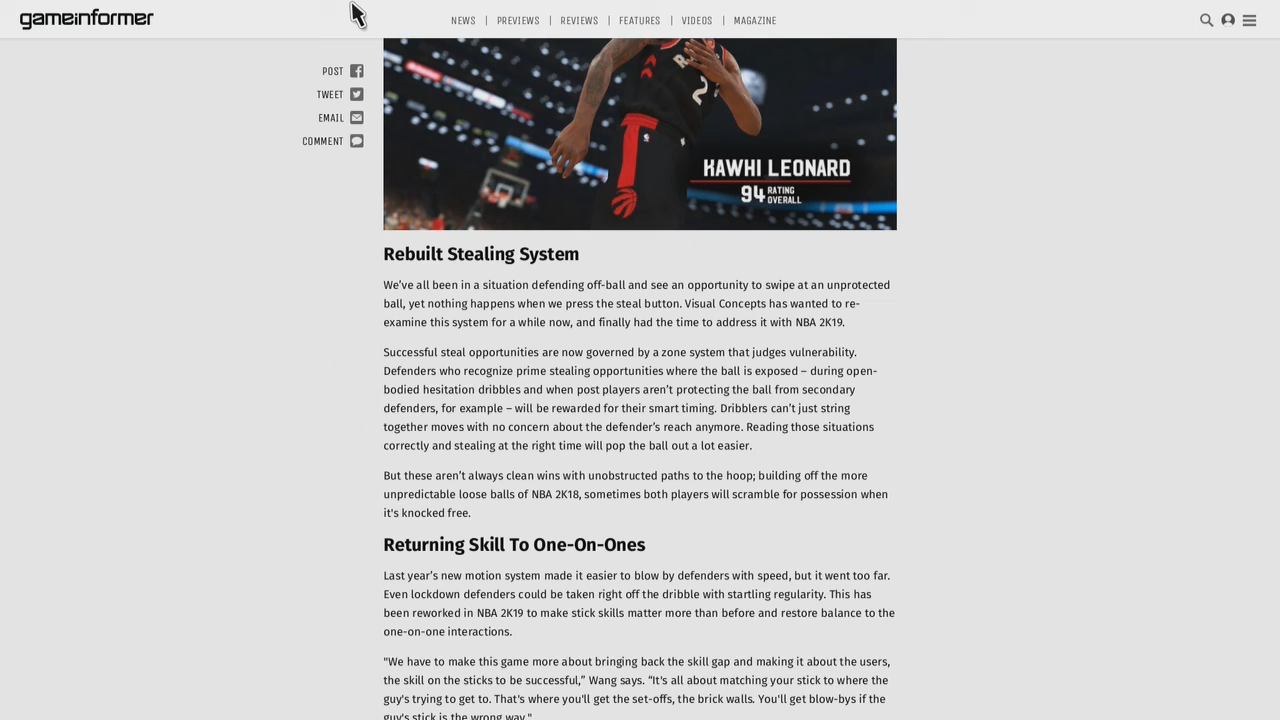 gameinformer
NEWS | PREVIEWS | REVIEWS | FEATURES | VIDEOS | MAGAZINE
POST
TWEET
EMAIL
COMMENT
2
KAWHI LEONARD
94 RATING OVERALL
Rebuilt Stealing System
We’ve all been in a situation defending off-ball and see an opportunity to swipe at an unprotected
ball, yet nothing happens when we press the steal button. Visual Concepts has wanted to re-
examine this system for a while now, and finally had the time to address it with NBA 2K19.
Successful steal opportunities are now governed by a zone system that judges vulnerability.
Defenders who recognize prime stealing opportunities where the ball is exposed – during open-
bodied hesitation dribbles and when post players aren’t protecting the ball from secondary
defenders, for example – will be rewarded for their smart timing. Dribblers can’t just string
together moves with no concern about the defender’s reach anymore. Reading those situations
correctly and stealing at the right time will pop the ball out a lot easier.
But these aren’t always clean wins with unobstructed paths to the hoop; building off the more
unpredictable loose balls of NBA 2K18, sometimes both players will scramble for possession when
it's knocked free.
Returning Skill To One-On-Ones
Last year’s new motion system made it easier to blow by defenders with speed, but it went too far.
Even lockdown defenders could be taken right off the dribble with startling regularity. This has
been reworked in NBA 2K19 to make stick skills matter more than before and restore balance to the
one-on-one interactions.
"We have to make this game more about bringing back the skill gap and making it about the users,
the skill on the sticks to be successful,” Wang says. “It's all about matching your stick to where the
guy's trying to get to. That's where you'll get the set-offs, the brick walls. You'll get blow-bys if the
guy's stick is the wrong way."